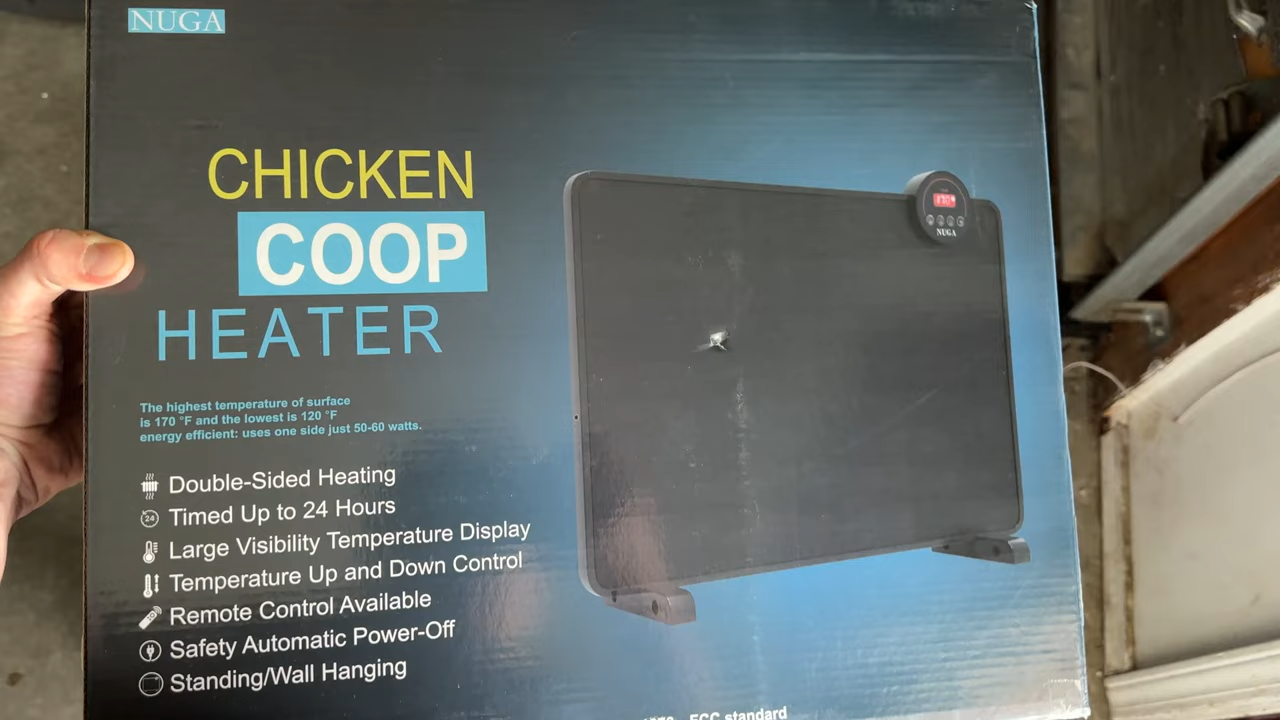 NUGA
CHICKEN
COOP
HEATER
The highest temperature of surface
is 170 °F and the lowest is 120 °F
energy efficient: uses one side just 50-60 watts.
Double-Sided Heating
24
Timed Up to 24 Hours
Large Visibility Temperature Display
Temperature Up and Down Control
Remote Control Available
Safety Automatic Power-Off
Standing/Wall Hanging
170
NUGA
FCC standard